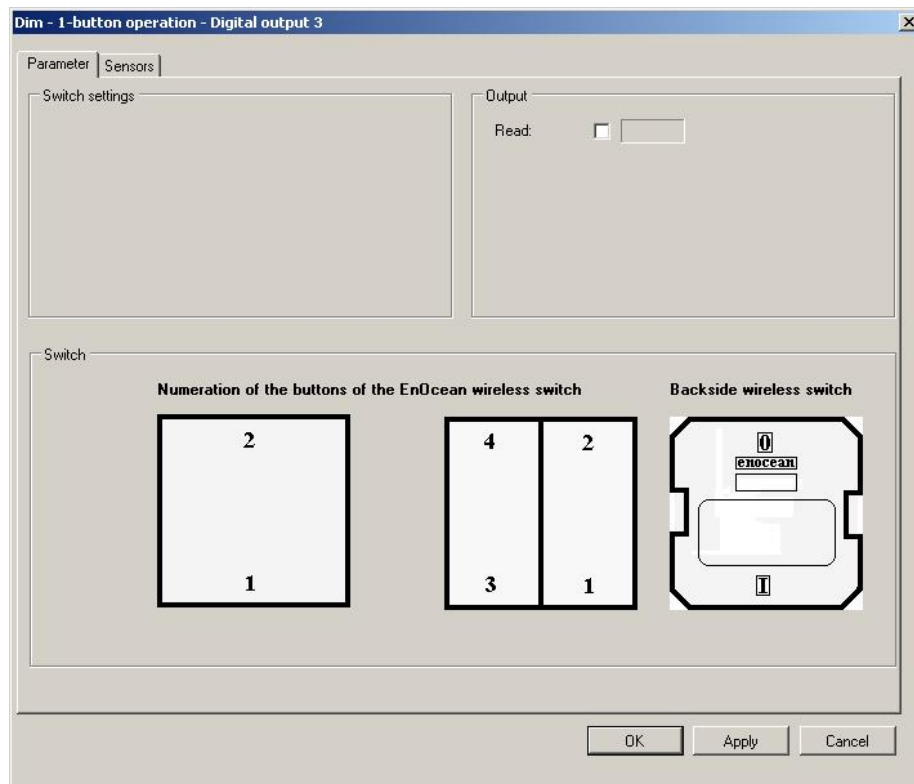 Dim - 1-button operation - Digital output 3
Parameter Sensors
Switch settings
Output
Read:
Switch
Numeration of the buttons of the EnOcean wireless switch
Backside wireless switch
2
4 2
0
enocean
1
3 1
I
OK Apply Cancel